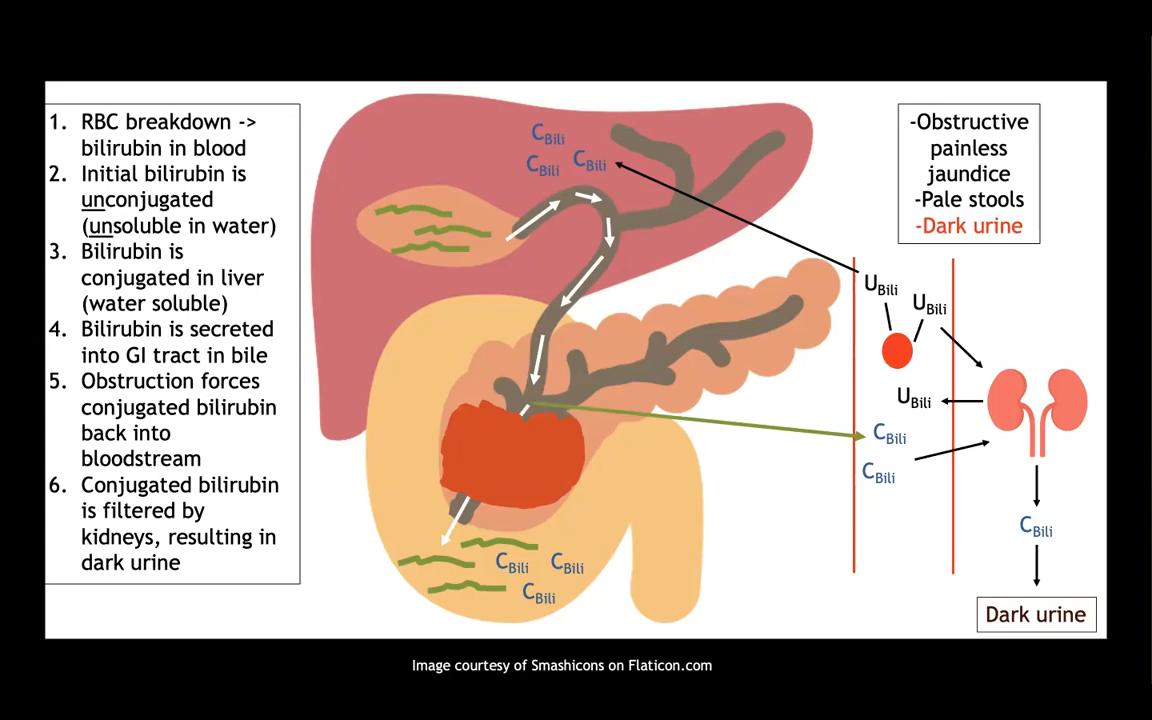 1. RBC breakdown ->
bilirubin in blood
2. Initial bilirubin is
unconjugated
(unsoluble in water)
3. Bilirubin is
conjugated in liver
(water soluble)
4. Bilirubin is secreted
into GI tract in bile
5. Obstruction forces
conjugated bilirubin
back into
bloodstream
6. Conjugated bilirubin
is filtered by
kidneys, resulting in
dark urine
CBili
CBili CBili
-Obstructive
painless
jaundice
-Pale stools
-Dark urine
UBili
UBili
UBili
CBili
CBili
CBili
CBili CBili
CBili
Dark urine
Image courtesy of Smashicons on Flaticon.com